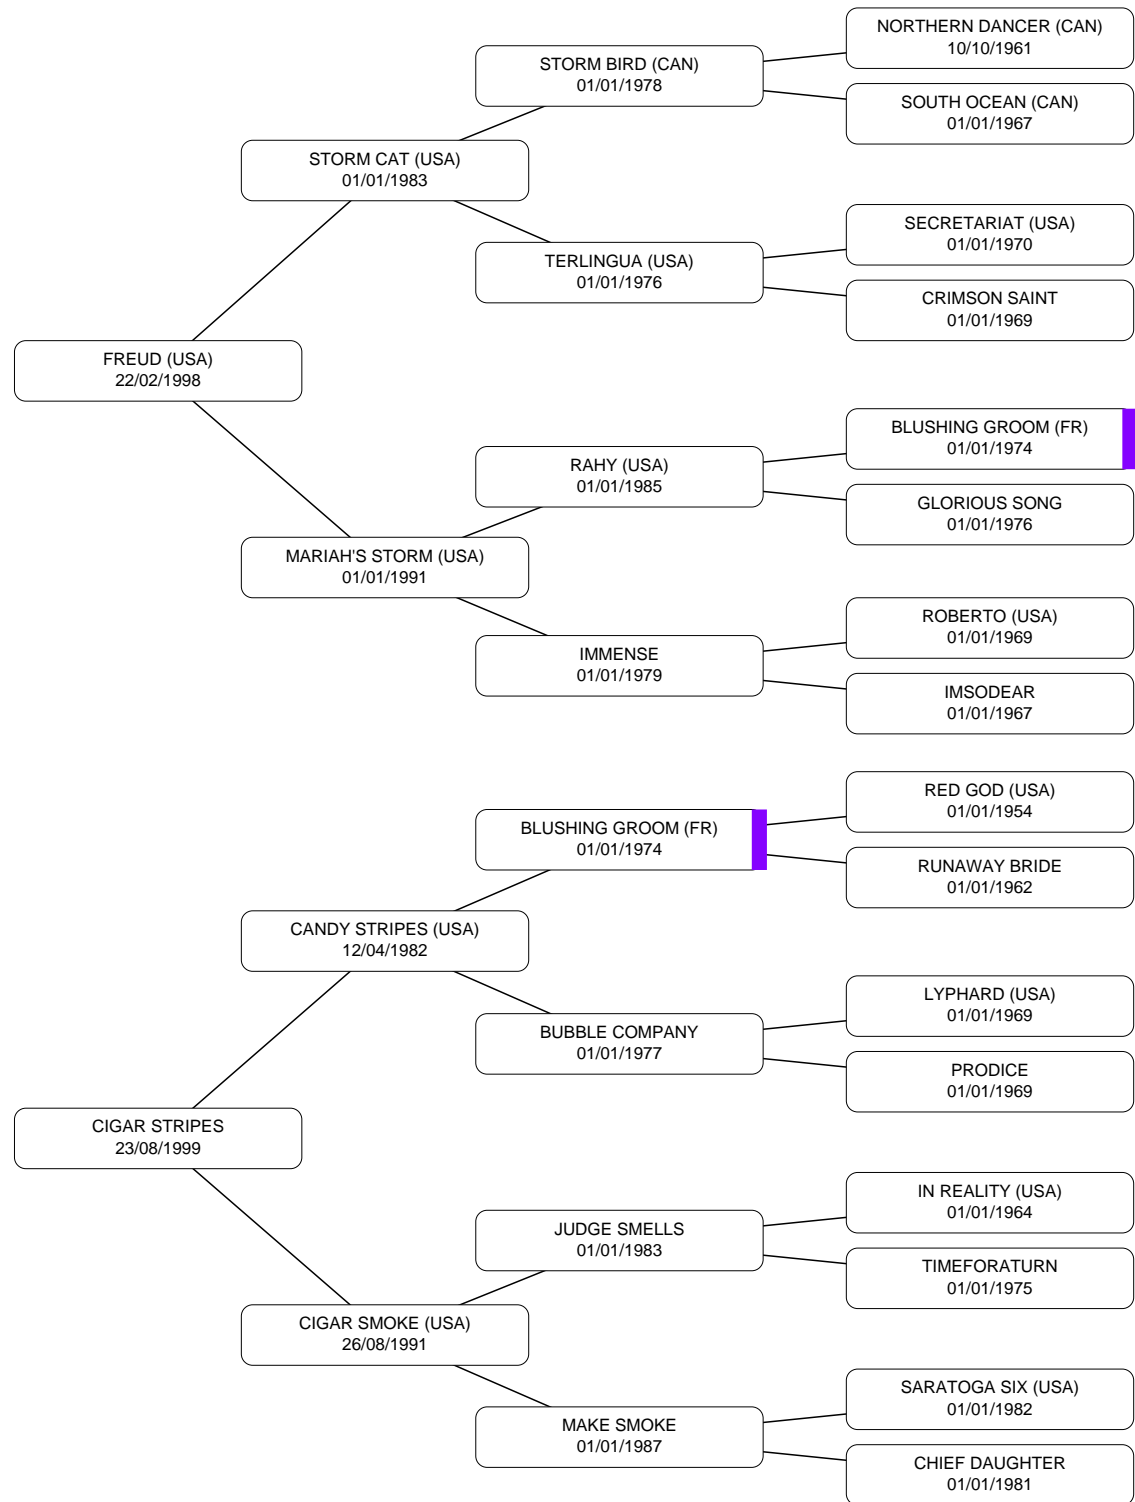 NORTHERN DANCER (CAN)
10/10/1961
STORM BIRD (CAN)
01/01/1978
SOUTH OCEAN (CAN)
01/01/1967
STORM CAT (USA)
01/01/1983
SECRETARIAT (USA)
01/01/1970
TERLINGUA (USA)
01/01/1976
CRIMSON SAINT
01/01/1969
FREUD (USA)
22/02/1998
BLUSHING GROOM (FR)
01/01/1974
RAHY (USA)
01/01/1985
GLORIOUS SONG
01/01/1976
MARIAH'S STORM (USA)
01/01/1991
ROBERTO (USA)
01/01/1969
IMMENSE
01/01/1979
IMSODEAR
01/01/1967
RED GOD (USA)
01/01/1954
BLUSHING GROOM (FR)
01/01/1974
RUNAWAY BRIDE
01/01/1962
CANDY STRIPES (USA)
12/04/1982
LYPHARD (USA)
01/01/1969
BUBBLE COMPANY
01/01/1977
PRODICE
01/01/1969
CIGAR STRIPES
23/08/1999
IN REALITY (USA)
01/01/1964
JUDGE SMELLS
01/01/1983
TIMEFORATURN
01/01/1975
CIGAR SMOKE (USA)
26/08/1991
SARATOGA SIX (USA)
01/01/1982
MAKE SMOKE
01/01/1987
CHIEF DAUGHTER
01/01/1981